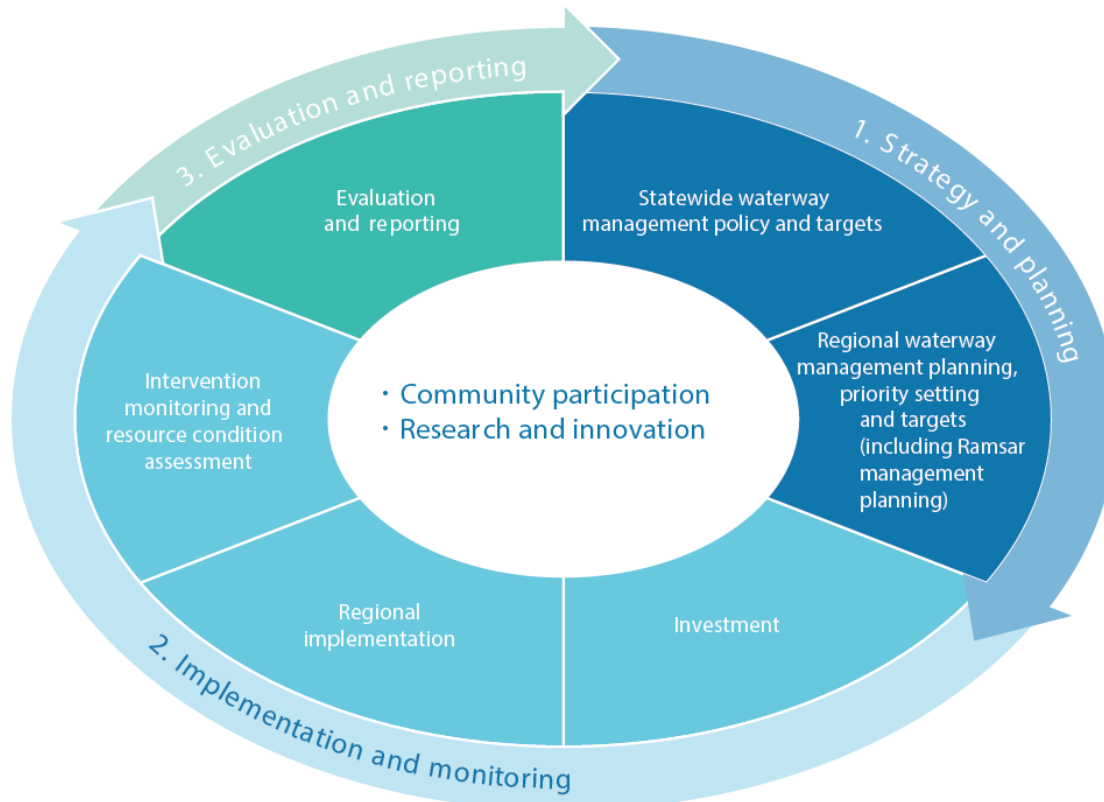 3. Evaluation and reporting
1. Strategy and planning
Evaluation
and reporting
Statewide waterway
management policy and targets
Regional waterway
management planning,
priority setting
and targets
(including Ramsar
management
planning)
Intervention
monitoring and
resource condition
assessment
· Community participation
· Research and innovation
Regional
implementation
Investment
2. Implementation and monitoring